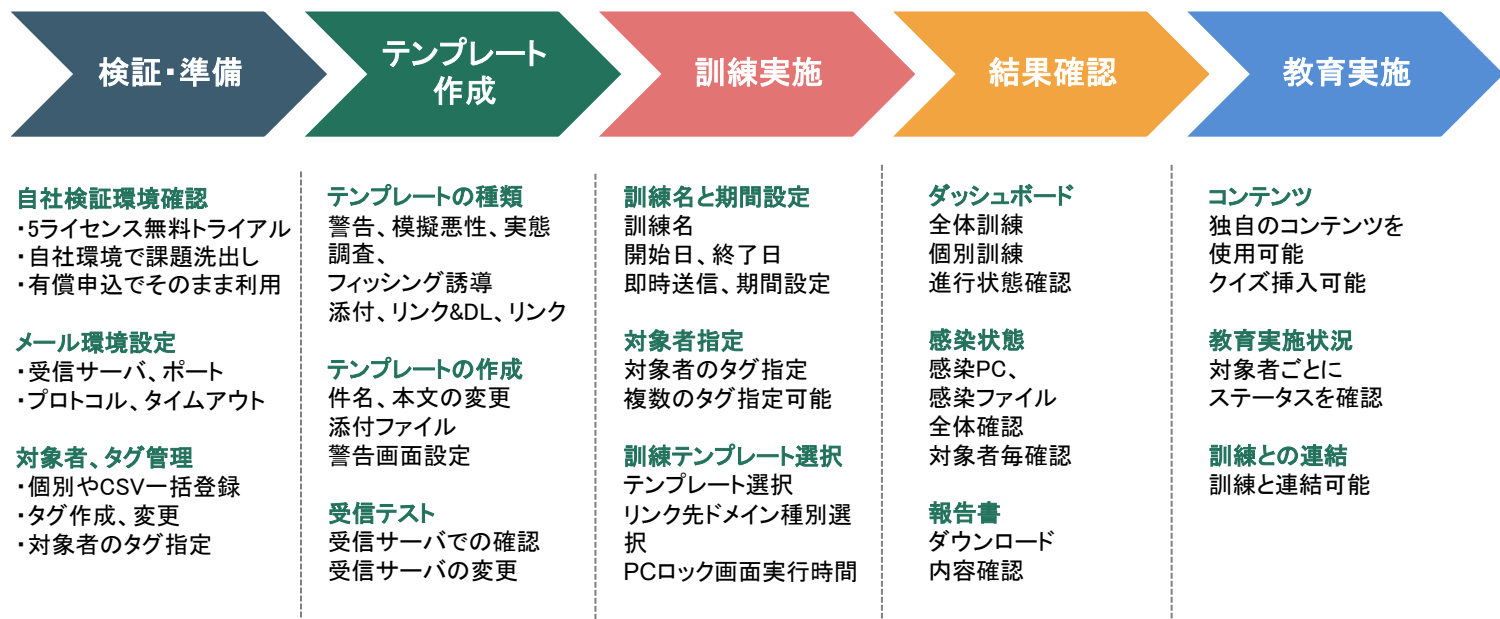 検証・準備
テンプレート
作成
訓練実施
結果確認
教育実施
自社検証環境確認
・5ライセンス無料トライアル
・自社環境で課題洗出し
・有償申込でそのまま利用
メール環境設定
・受信サーバ、ポート
・プロトコル、タイムアウト
対象者、タグ管理
・個別やCSV一括登録
・タグ作成、変更
・対象者のタグ指定
テンプレートの種類
警告、模擬悪性、実態
調査、
フィッシング誘導
添付、リンク&DL、リンク
テンプレートの作成
件名、本文の変更
添付ファイル
警告画面設定
受信テスト
受信サーバでの確認
受信サーバの変更
訓練名と期間設定
訓練名
開始日、終了日
即時送信、期間設定
対象者指定
対象者のタグ指定
複数のタグ指定可能
訓練テンプレート選択
テンプレート選択
リンク先ドメイン種別選
択
PCロック画面実行時間
ダッシュボード
全体訓練
個別訓練
進行状態確認
感染状態
感染PC、
感染ファイル
全体確認
対象者毎確認
報告書
ダウンロード
内容確認
コンテンツ
独自のコンテンツを
使用可能
クイズ挿入可能
教育実施状況
対象者ごとに
ステータスを確認
訓練との連結
訓練と連結可能